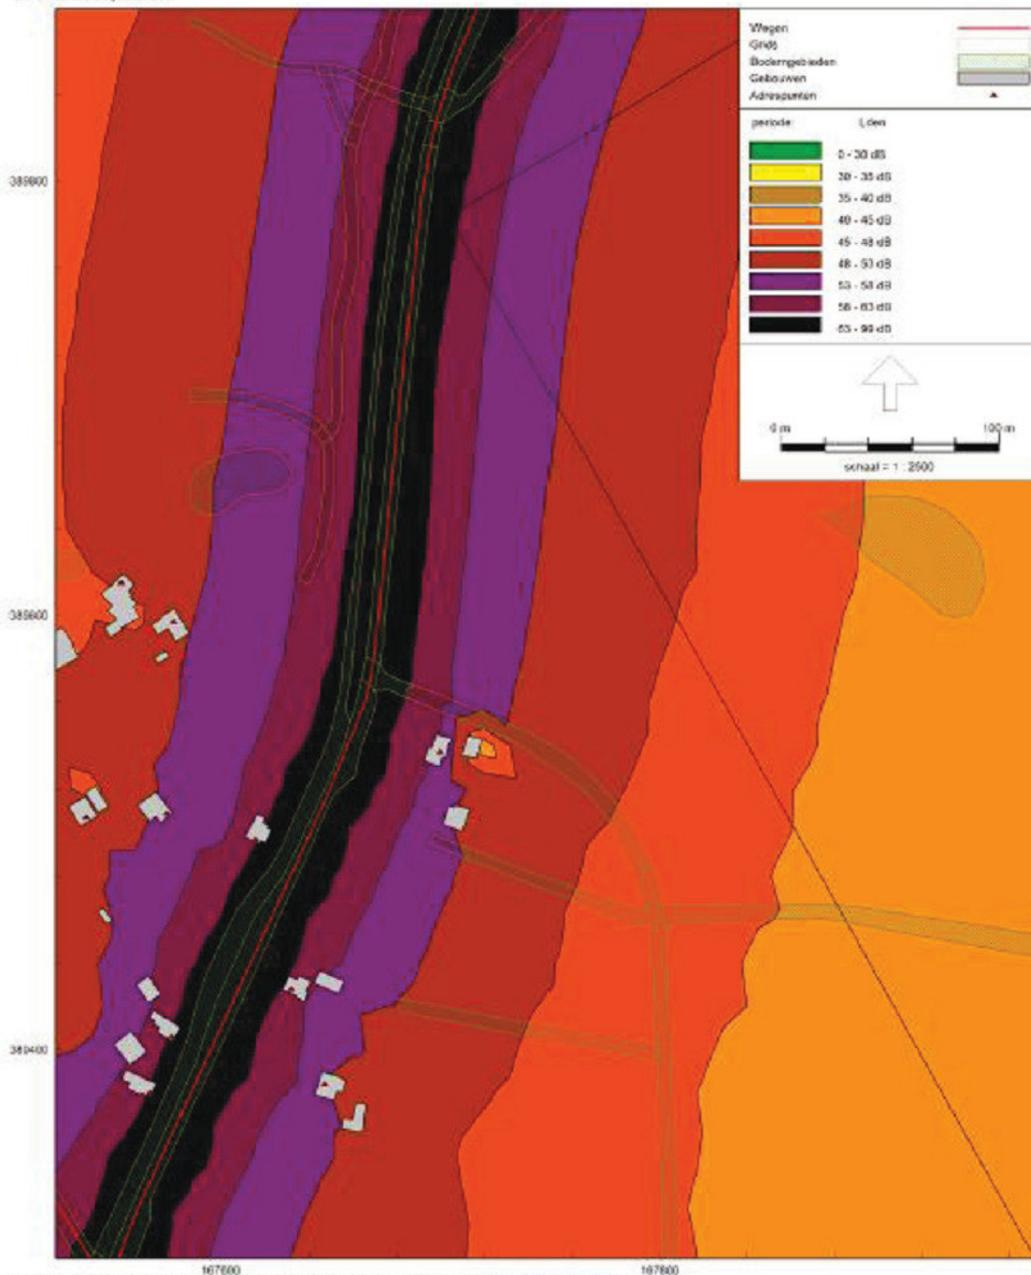 Wegen
Grids
Bodemgebieden
Gebouwen
Adrespunten
periode: Lden
0 - 30 dB
30 - 35 dB
35 - 40 dB
40 - 45 dB
45 - 48 dB
48 - 53 dB
53 - 58 dB
58 - 63 dB
63 - 99 dB
0 m 100 m
schaal = 1 : 2500
389800
389600
389400
167600 167800